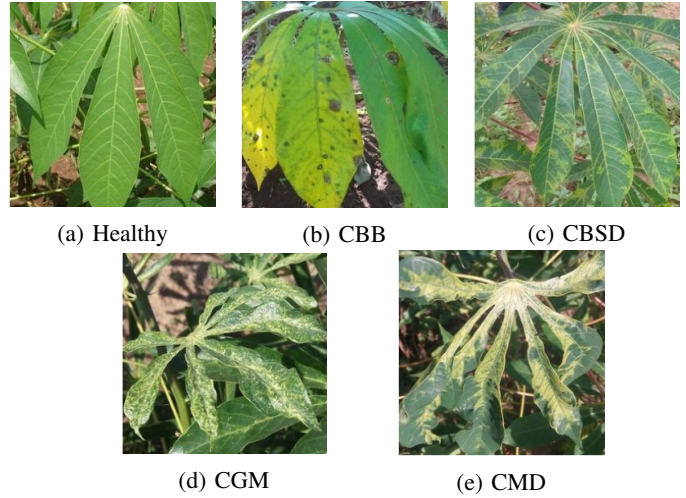 (a) Healthy
(b) CBB
(c) CBSD
(d) CGM
(e) CMD